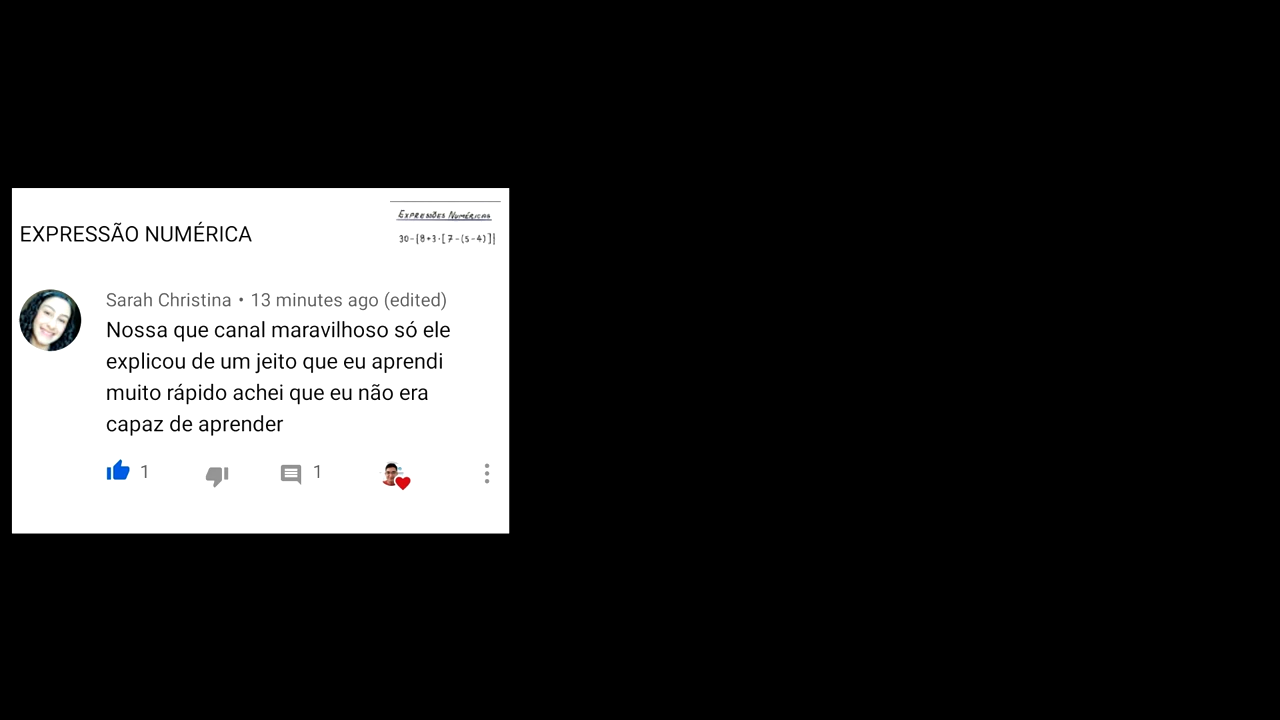 EXPRESSÕES NUMÉRICAS
30-{8+3·[7-(5-4)]}
EXPRESSÃO NUMÉRICA
Sarah Christina • 13 minutes ago (edited)
Nossa que canal maravilhoso só ele
explicou de um jeito que eu aprendi
muito rápido achei que eu não era
capaz de aprender
1
1